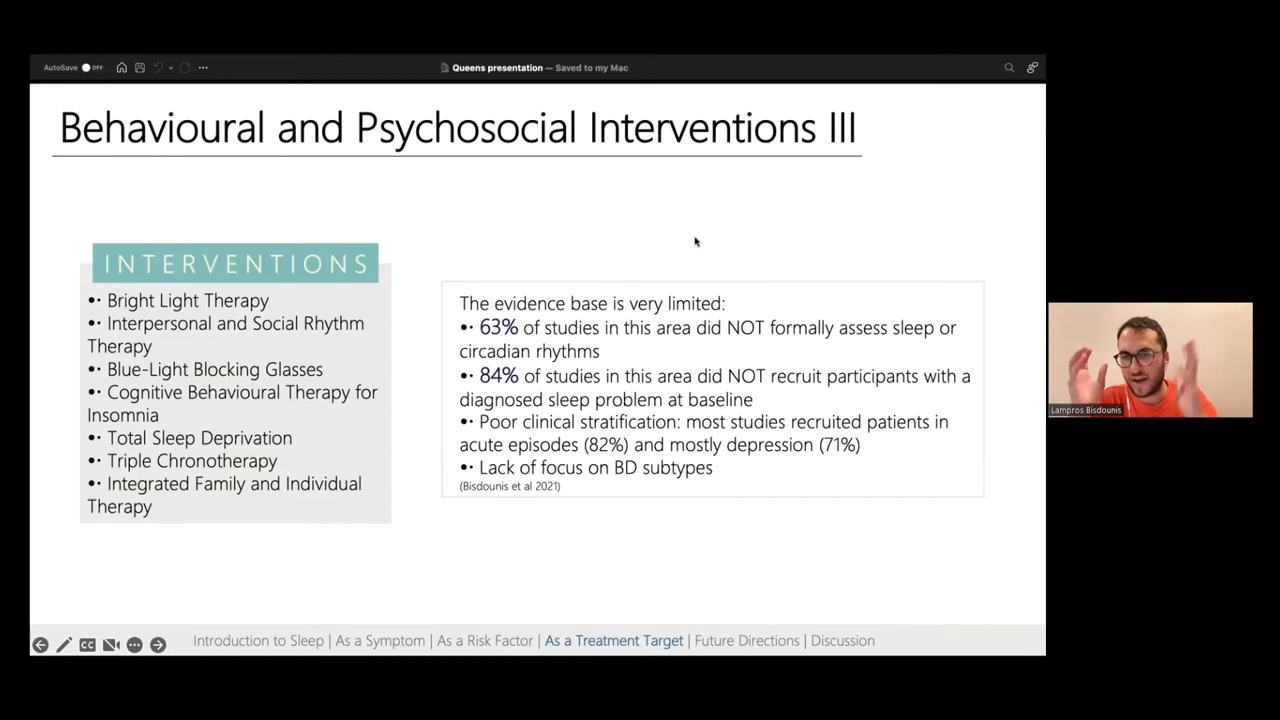 AutoSave OFF
Queens presentation — Saved to my Mac
Behavioural and Psychosocial Interventions III
INTERVENTIONS
•• Bright Light Therapy
•• Interpersonal and Social Rhythm
Therapy
•• Blue-Light Blocking Glasses
•• Cognitive Behavioural Therapy for
Insomnia
•• Total Sleep Deprivation
•• Triple Chronotherapy
•• Integrated Family and Individual
Therapy
The evidence base is very limited:
•• 63% of studies in this area did NOT formally assess sleep or
circadian rhythms
•• 84% of studies in this area did NOT recruit participants with a
diagnosed sleep problem at baseline
•• Poor clinical stratification: most studies recruited patients in
acute episodes (82%) and mostly depression (71%)
•• Lack of focus on BD subtypes
(Bisdounis et al 2021)
Lampros Bisdounis
CC
Introduction to Sleep | As a Symptom | As a Risk Factor | As a Treatment Target | Future Directions | Discussion